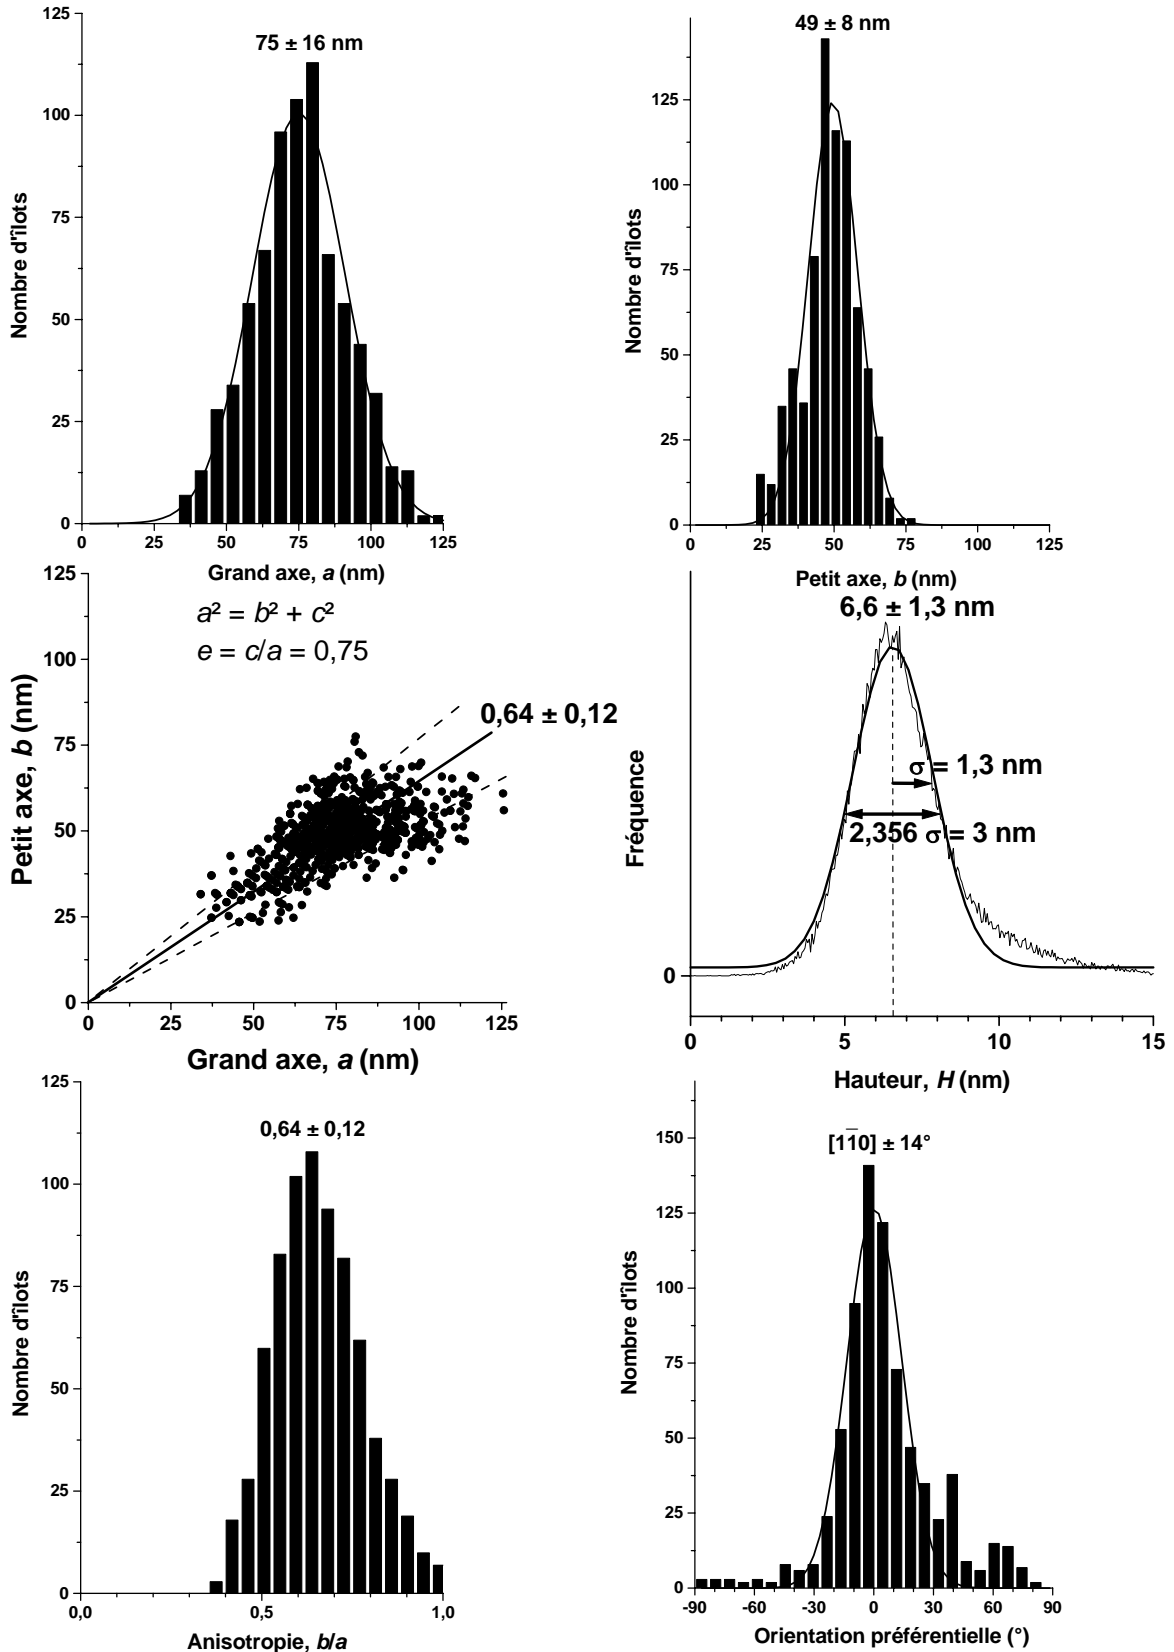 75 ± 16 nm
125
100
75
50
25
0
Nombre d'îlots
0 25 50 75 100 125
Grand axe, a (nm)
49 ± 8 nm
125
100
75
50
25
0
Nombre d'îlots
0 25 50 75 100 125
Petit axe, b (nm)
a² = b² + c²
e = c/a = 0,75
0,64 ± 0,12
125
100
75
50
25
0
Petit axe, b (nm)
0 25 50 75 100 125
Grand axe, a (nm)
6,6 ± 1,3 nm
σ = 1,3 nm
2,356 σ = 3 nm
Fréquence
0
0 5 10 15
Hauteur, H (nm)
0,64 ± 0,12
125
100
75
50
25
0
Nombre d'îlots
0,0 0,5 1,0
Anisotropie, b/a
[11̅0] ± 14°
150
125
100
75
50
25
0
Nombre d'îlots
-90 -60 -30 0 30 60 90
Orientation préférentielle (°)